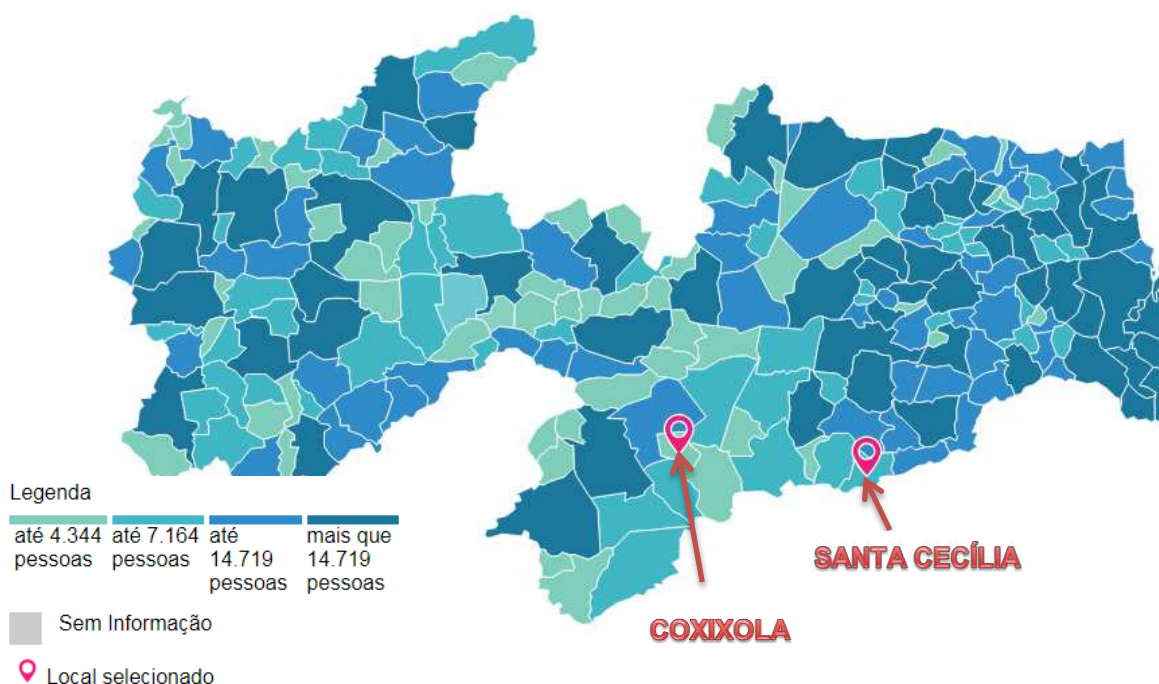 Legenda
até 4.344
pessoas
até 7.164
pessoas
até
14.719
pessoas
mais que
14.719
pessoas
Sem Informação
Local selecionado
SANTA CECÍLIA
COXIXOLA